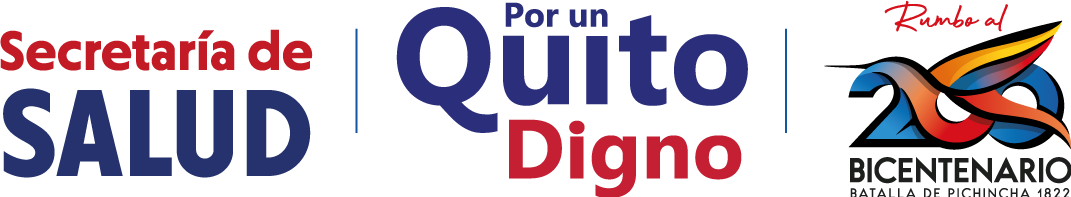 Secretaría de
SALUD
Por un
Quito
Digno
Rumbo al
200
BICENTENARIO
BATALLA DE PICHINCHA 1822